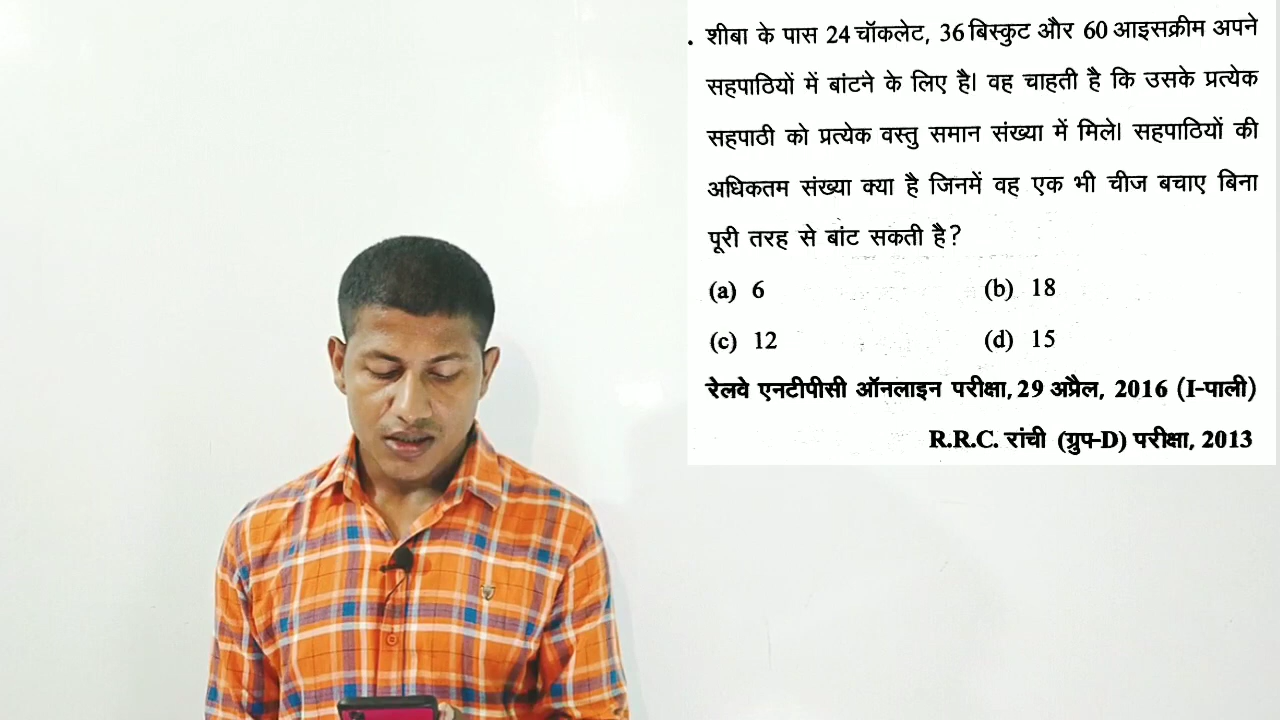 . शीबा के पास 24 चॉकलेट, 36 बिस्कुट और 60 आइसक्रीम अपने
सहपाठियों में बांटने के लिए है। वह चाहती है कि उसके प्रत्येक
सहपाठी को प्रत्येक वस्तु समान संख्या में मिले। सहपाठियों की
अधिकतम संख्या क्या है जिनमें वह एक भी चीज बचाए बिना
पूरी तरह से बांट सकती है?
(a) 6 (b) 18
(c) 12 (d) 15
रेलवे एनटीपीसी ऑनलाइन परीक्षा, 29 अप्रैल, 2016 (I-पाली)
R.R.C. रांची (ग्रुप-D) परीक्षा, 2013